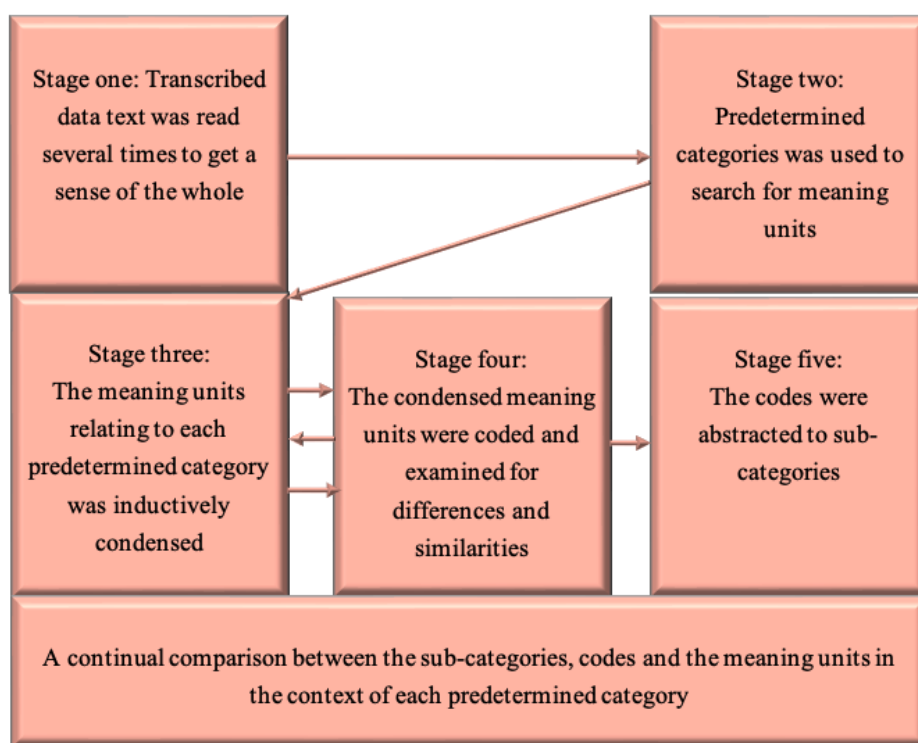 Stage one: Transcribed
data text was read
several times to get a
sense of the whole
Stage two:
Predetermined
categories was used to
search for meaning
units
Stage three:
The meaning units
relating to each
predetermined category
was inductively
condensed
Stage four:
The condensed meaning
units were coded and
examined for
differences and
similarities
Stage five:
The codes were
abstracted to sub-
categories
A continual comparison between the sub-categories, codes and the meaning units in
the context of each predetermined category